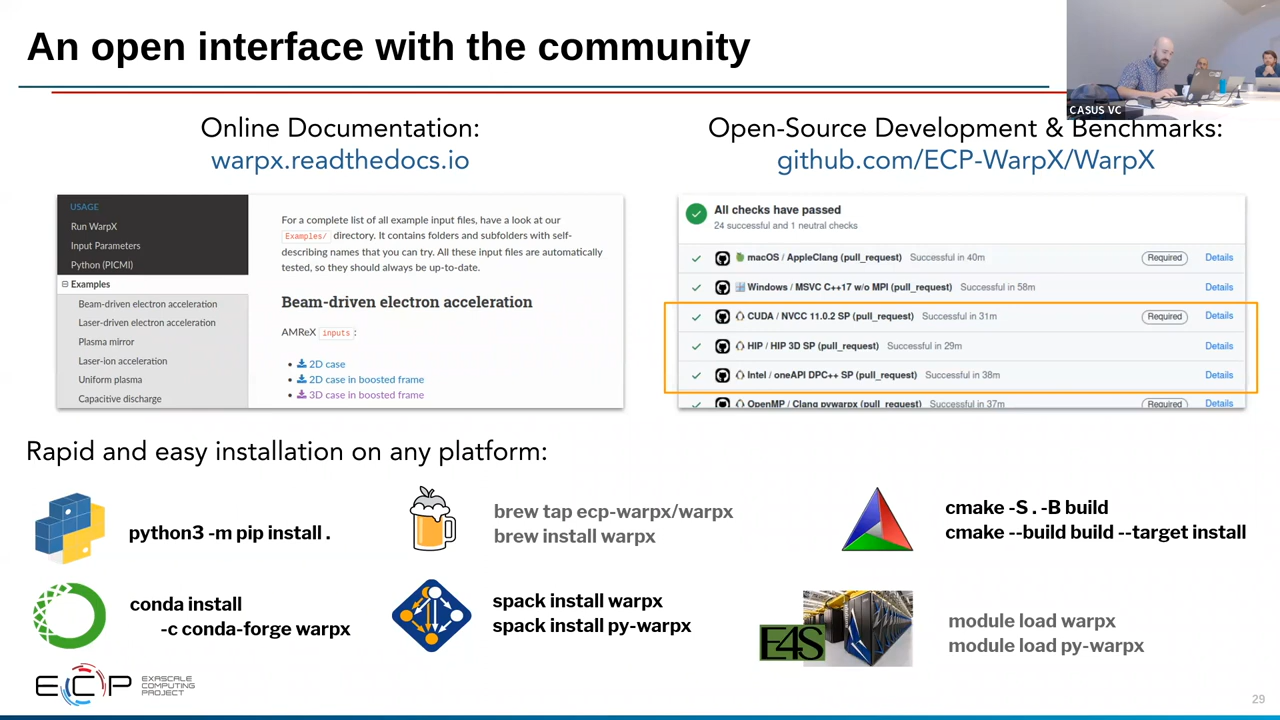 An open interface with the community
CASUS VC
Online Documentation:
warpx.readthedocs.io
USAGE
Run WarpX
Input Parameters
Python (PICMI)
Examples
Beam-driven electron acceleration
Laser-driven electron acceleration
Plasma mirror
Laser-ion acceleration
Uniform plasma
Capacitive discharge
For a complete list of all example input files, have a look at our
Examples/ directory. It contains folders and subfolders with self-
describing names that you can try. All these input files are automatically
tested, so they should always be up-to-date.
Beam-driven electron acceleration
AMReX inputs :
2D case
2D case in boosted frame
3D case in boosted frame
Open-Source Development & Benchmarks:
github.com/ECP-WarpX/WarpX
All checks have passed
24 successful and 1 neutral checks
macOS / AppleClang (pull_request) Successful in 40m Required Details
Windows / MSVC C++17 w/o MPI (pull_request) Successful in 58m Details
CUDA / NVCC 11.0.2 SP (pull_request) Successful in 31m Required Details
HIP / HIP 3D SP (pull_request) Successful in 29m Details
Intel / oneAPI DPC++ SP (pull_request) Successful in 38m Details
OpenMP / Clang pywarpx (pull_request) Successful in 37m Required Details
Rapid and easy installation on any platform:
python3 -m pip install .
brew tap ecp-warpx/warpx
brew install warpx
cmake -S . -B build
cmake --build build --target install
conda install
-c conda-forge warpx
spack install warpx
spack install py-warpx
E4S
module load warpx
module load py-warpx
ECP
EXASCALE
COMPUTING
PROJECT
29